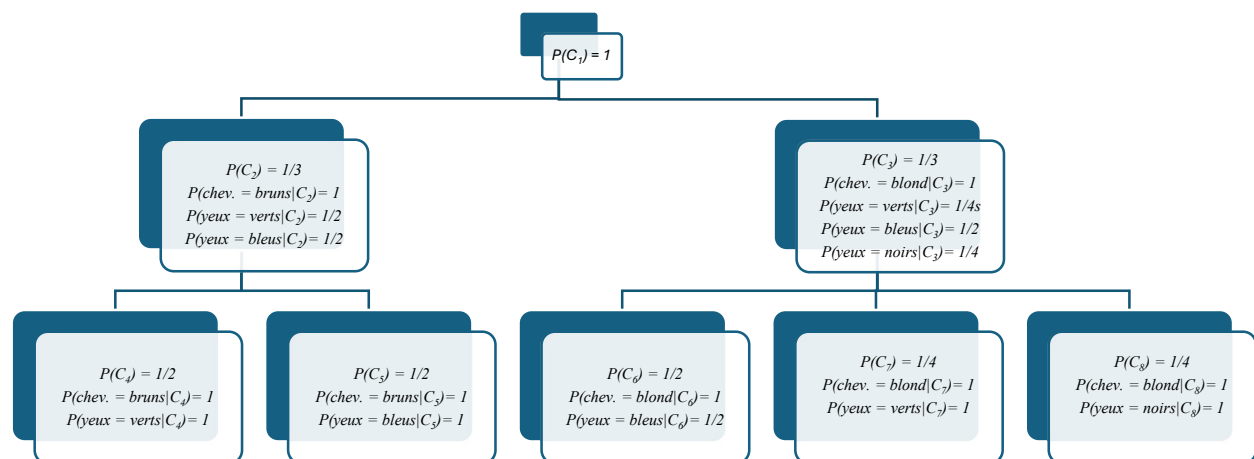 P(C₁) = 1
P(C₂) = 1/3
P(chev. = bruns|C₂)= 1
P(yeux = verts|C₂)= 1/2
P(yeux = bleus|C₂)= 1/2
P(C₃) = 1/3
P(chev. = blond|C₃)= 1
P(yeux = verts|C₃)= 1/4s
P(yeux = bleus|C₃)= 1/2
P(yeux = noirs|C₃)= 1/4
P(C₄) = 1/2
P(chev. = bruns|C₄)= 1
P(yeux = verts|C₄)= 1
P(C₅) = 1/2
P(chev. = bruns|C₅)= 1
P(yeux = bleus|C₅)= 1
P(C₆) = 1/2
P(chev. = blond|C₆)= 1
P(yeux = bleus|C₆)= 1/2
P(C₇) = 1/4
P(chev. = blond|C₇)= 1
P(yeux = verts|C₇)= 1
P(C₈) = 1/4
P(chev. = blond|C₈)= 1
P(yeux = noirs|C₈)= 1